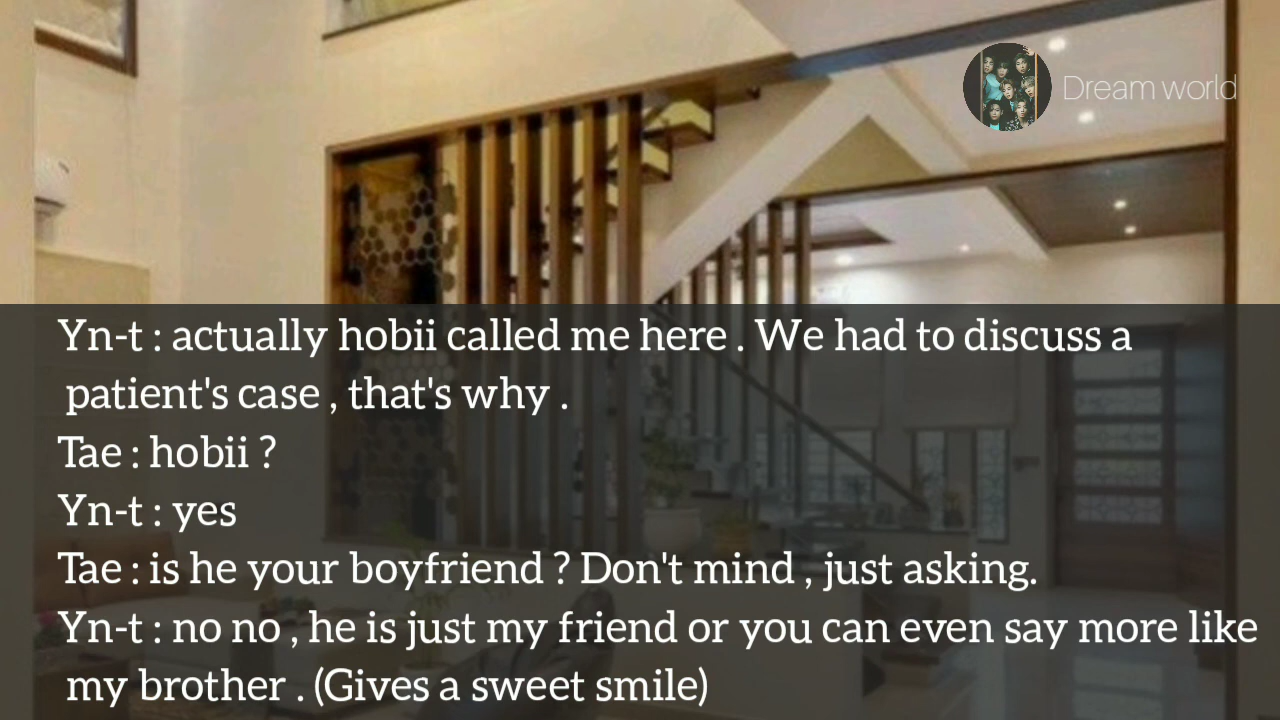 Dream world
Yn-t : actually hobii called me here . We had to discuss a
patient's case , that's why .
Tae : hobii ?
Yn-t : yes
Tae : is he your boyfriend ? Don't mind , just asking.
Yn-t : no no , he is just my friend or you can even say more like
my brother . (Gives a sweet smile)